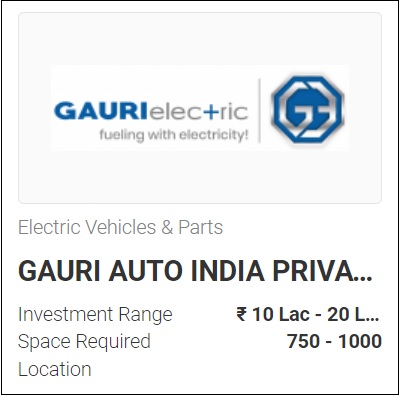 GAURIelec+ric
fueling with electricity!
Electric Vehicles & Parts
GAURI AUTO INDIA PRIVA...
Investment Range ₹ 10 Lac - 20 L...
Space Required 750 - 1000
Location